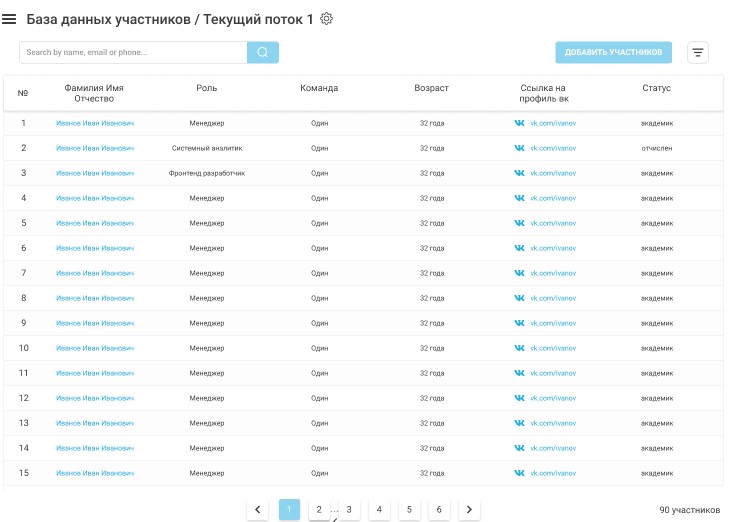 База данных участников / Текущий поток 1
Search by name, email or phone...
ДОБАВИТЬ УЧАСТНИКОВ
№ Фамилия Имя Отчество Роль Команда Возраст Ссылка на профиль вк Статус
1 Иванов Иван Иванович Менеджер Один 32 года vk.com/ivanov академик
2 Иванов Иван Иванович Системный аналитик Один 32 года vk.com/ivanov отчислен
3 Иванов Иван Иванович Фронтенд разработчик Один 32 года vk.com/ivanov академик
4 Иванов Иван Иванович Менеджер Один 32 года vk.com/ivanov академик
5 Иванов Иван Иванович Менеджер Один 32 года vk.com/ivanov академик
6 Иванов Иван Иванович Менеджер Один 32 года vk.com/ivanov академик
7 Иванов Иван Иванович Менеджер Один 32 года vk.com/ivanov академик
8 Иванов Иван Иванович Менеджер Один 32 года vk.com/ivanov академик
9 Иванов Иван Иванович Менеджер Один 32 года vk.com/ivanov академик
10 Иванов Иван Иванович Менеджер Один 32 года vk.com/ivanov академик
11 Иванов Иван Иванович Менеджер Один 32 года vk.com/ivanov академик
12 Иванов Иван Иванович Менеджер Один 32 года vk.com/ivanov академик
13 Иванов Иван Иванович Менеджер Один 32 года vk.com/ivanov академик
14 Иванов Иван Иванович Менеджер Один 32 года vk.com/ivanov академик
15 Иванов Иван Иванович Менеджер Один 32 года vk.com/ivanov академик
1 2 ... 3 4 5 6 90 участников